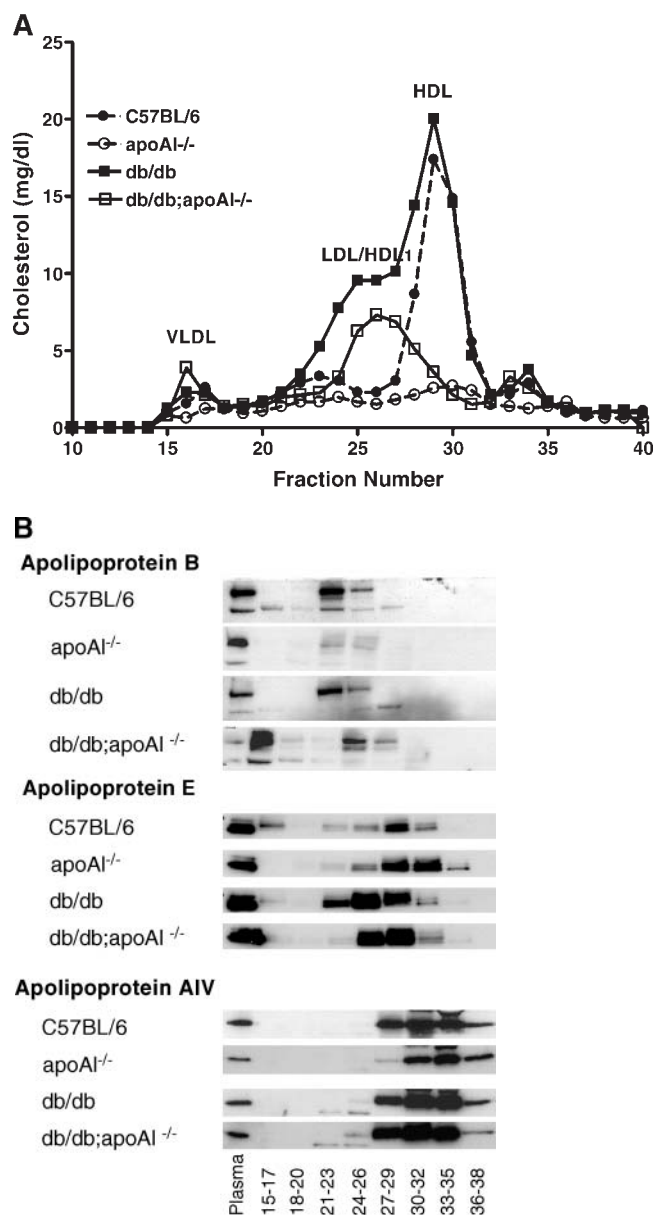 A
25
20
15
10
5
0
Cholesterol (mg/dl)
C57BL/6
apoAI-/-
db/db
db/db;apoAI-/-
VLDL
LDL/HDL1
HDL
10 15 20 25 30 35 40
Fraction Number
B
Apolipoprotein B
C57BL/6
apoAI-/-
db/db
db/db;apoAI -/-
Apolipoprotein E
C57BL/6
apoAI-/-
db/db
db/db;apoAI -/-
Apolipoprotein AIV
C57BL/6
apoAI-/-
db/db
db/db;apoAI -/-
Plasma
15-17
18-20
21-23
24-26
27-29
30-32
33-35
36-38